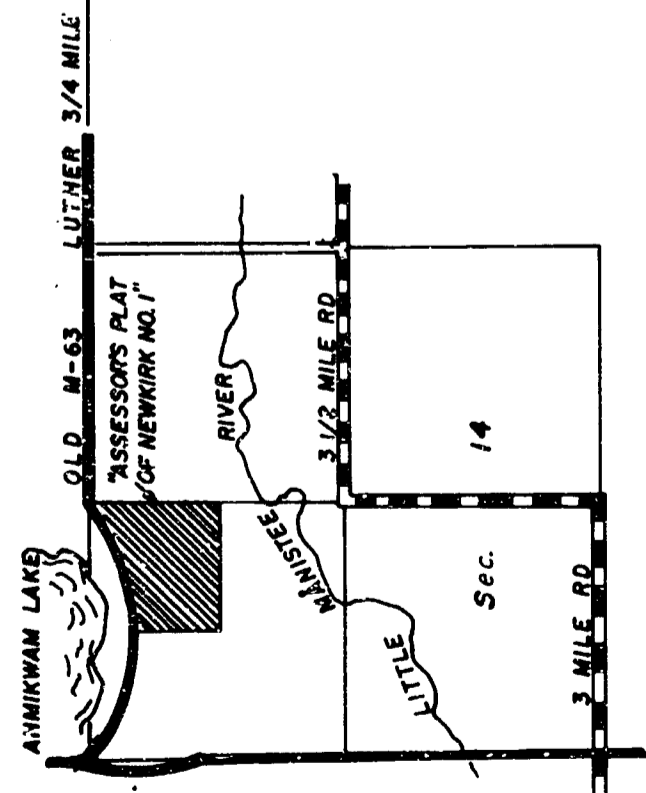 ANMIKWAM LAKE
OLD M-63
LUTHER 3/4 MILE
"ASSESSOR'S PLAT
OF NEWKIRK NO.1"
LITTLE
MANISTEE
RIVER
3 1/2 MILE RD
Sec.
14
3 MILE RD